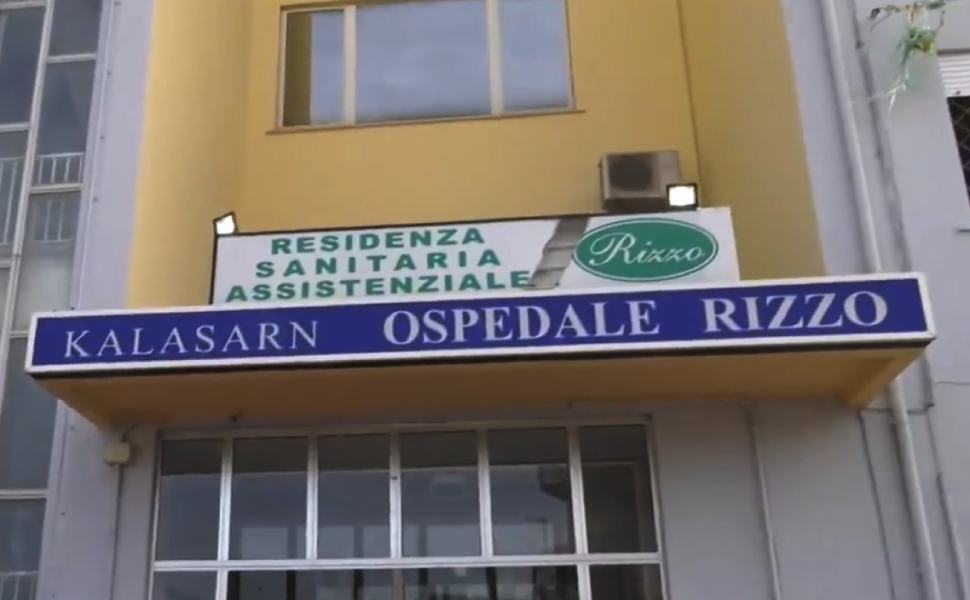 RESIDENZA
SANITARIA
ASSISTENZIALE
Rizzo
KALASARN OSPEDALE RIZZO